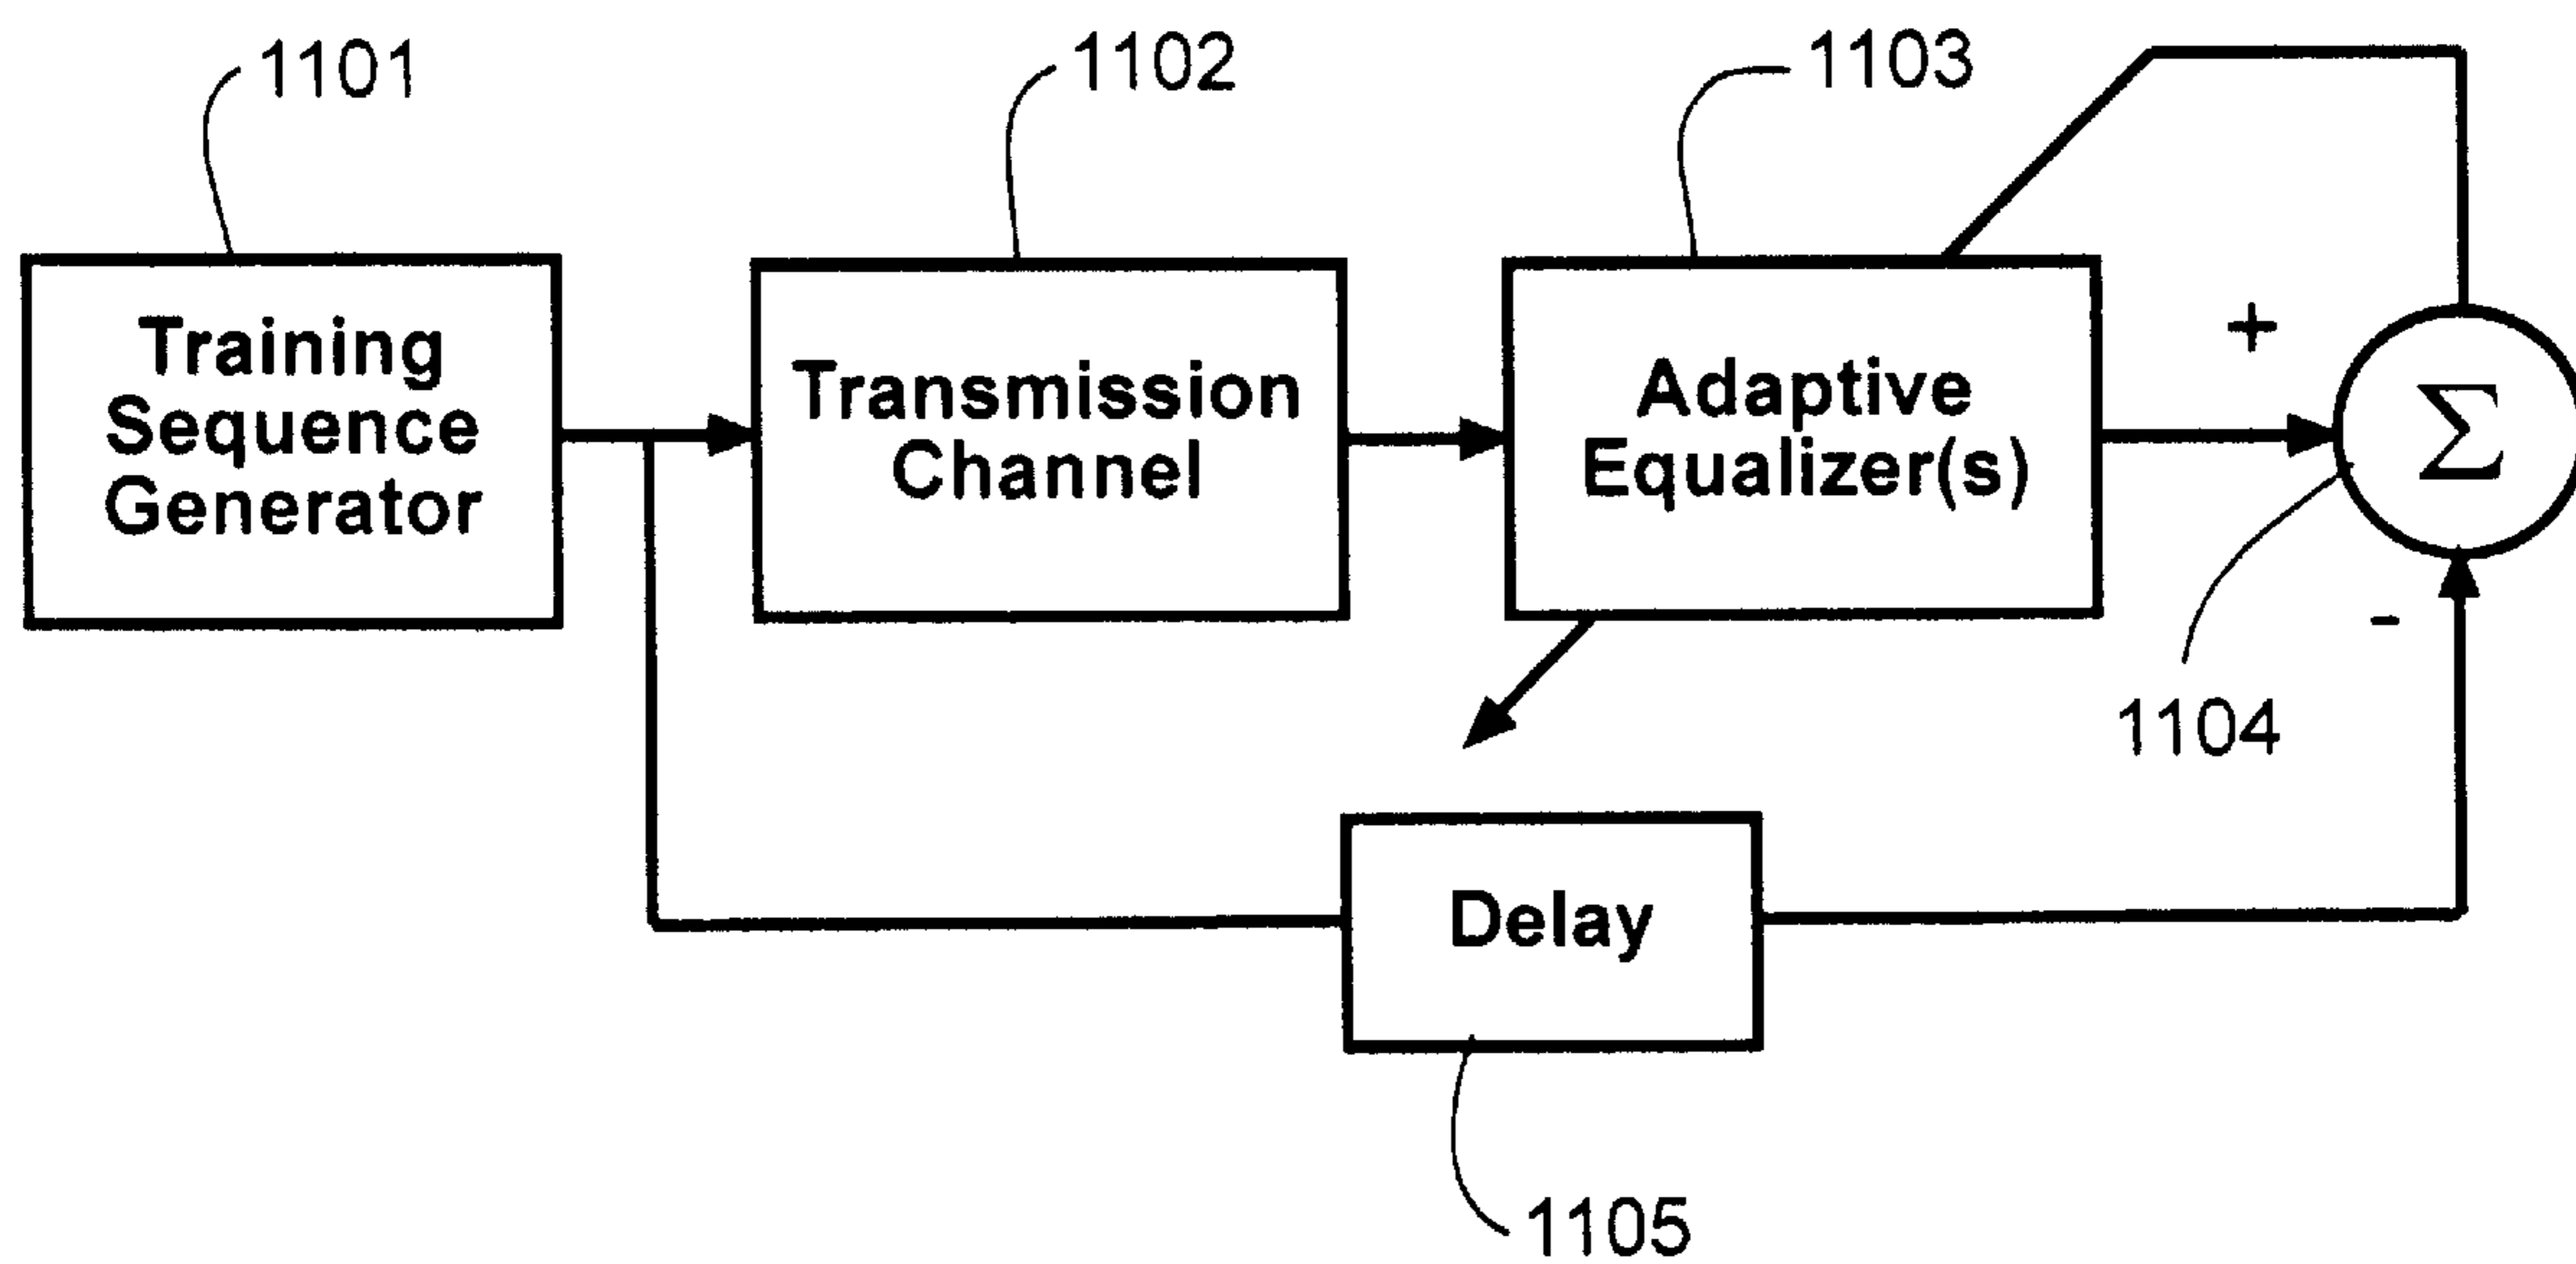 1101
1102
1103
Training
Sequence
Generator
Transmission
Channel
Adaptive
Equalizer(s)
+
Σ
-
1104
Delay
1105